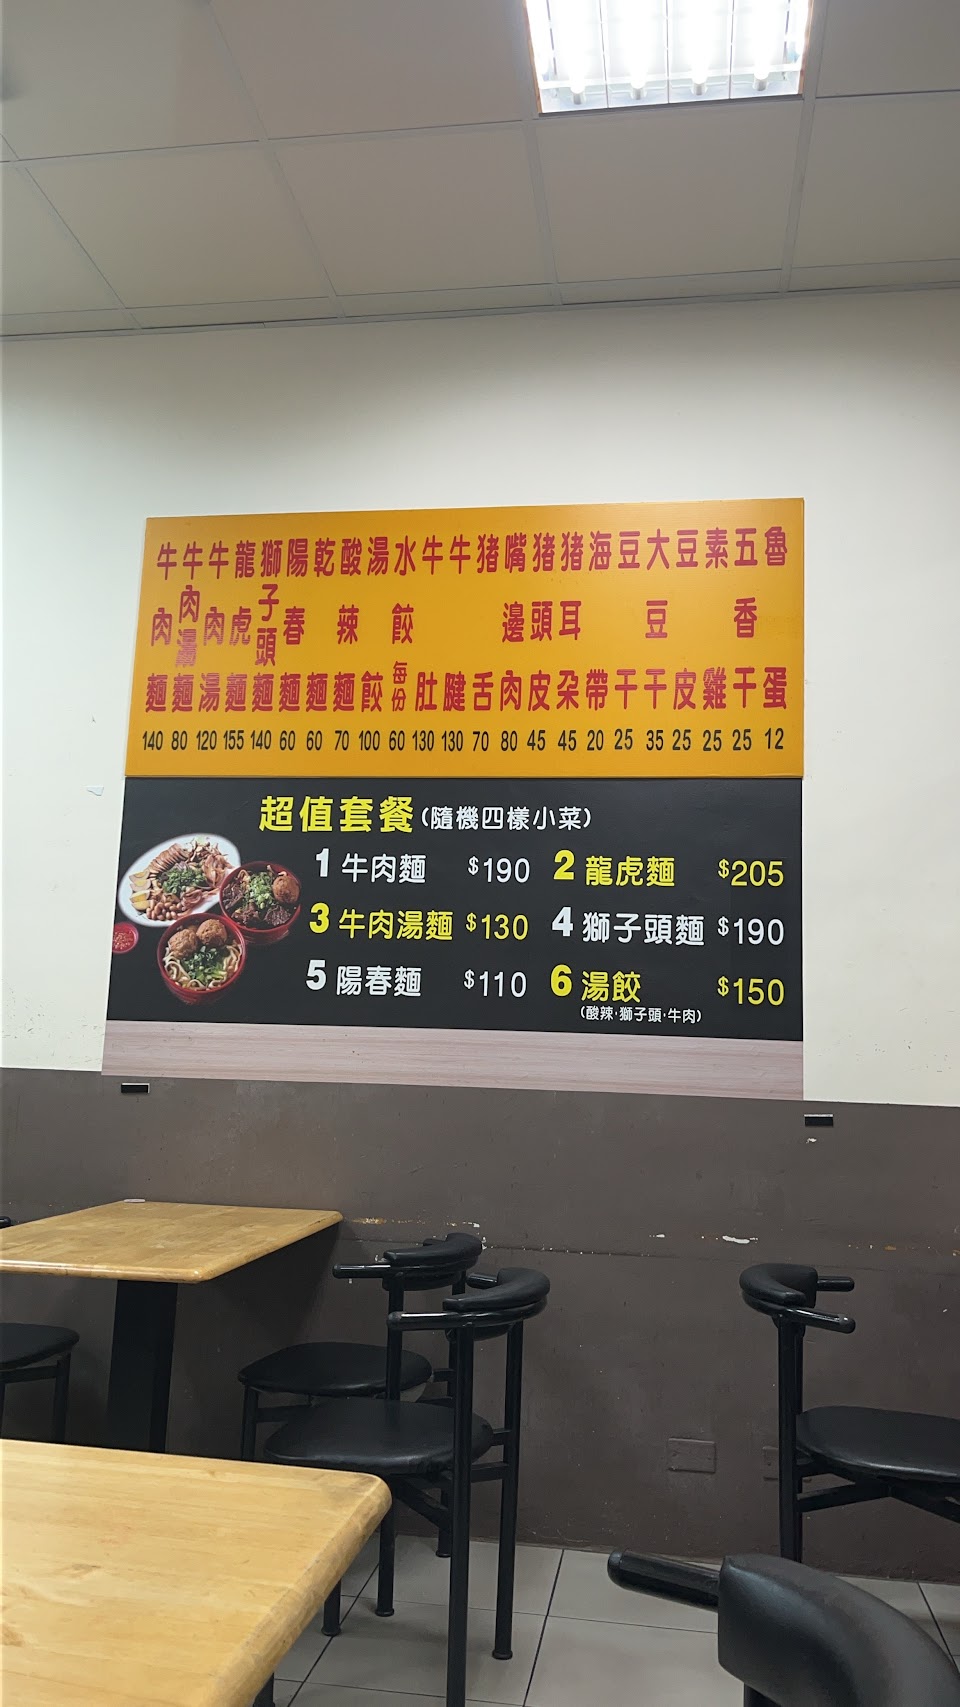 牛肉麵 140
牛肉湯麵 80
牛肉湯 120
龍虎麵 155
獅子頭麵 140
陽春麵 60
乾麵 60
酸辣麵 70
湯餃 100
水餃每份 60
牛肚 130
牛腱 130
豬舌 70
嘴邊肉 80
豬頭皮 45
豬耳朵 45
海帶 20
豆干 25
大豆干 35
豆皮 25
素雞 25
五香干 25
魯蛋 12
超值套餐(隨機四樣小菜)
1 牛肉麵 $190 2 龍虎麵 $205
3 牛肉湯麵 $130 4 獅子頭麵 $190
5 陽春麵 $110 6 湯餃 $150
(酸辣·獅子頭·牛肉)